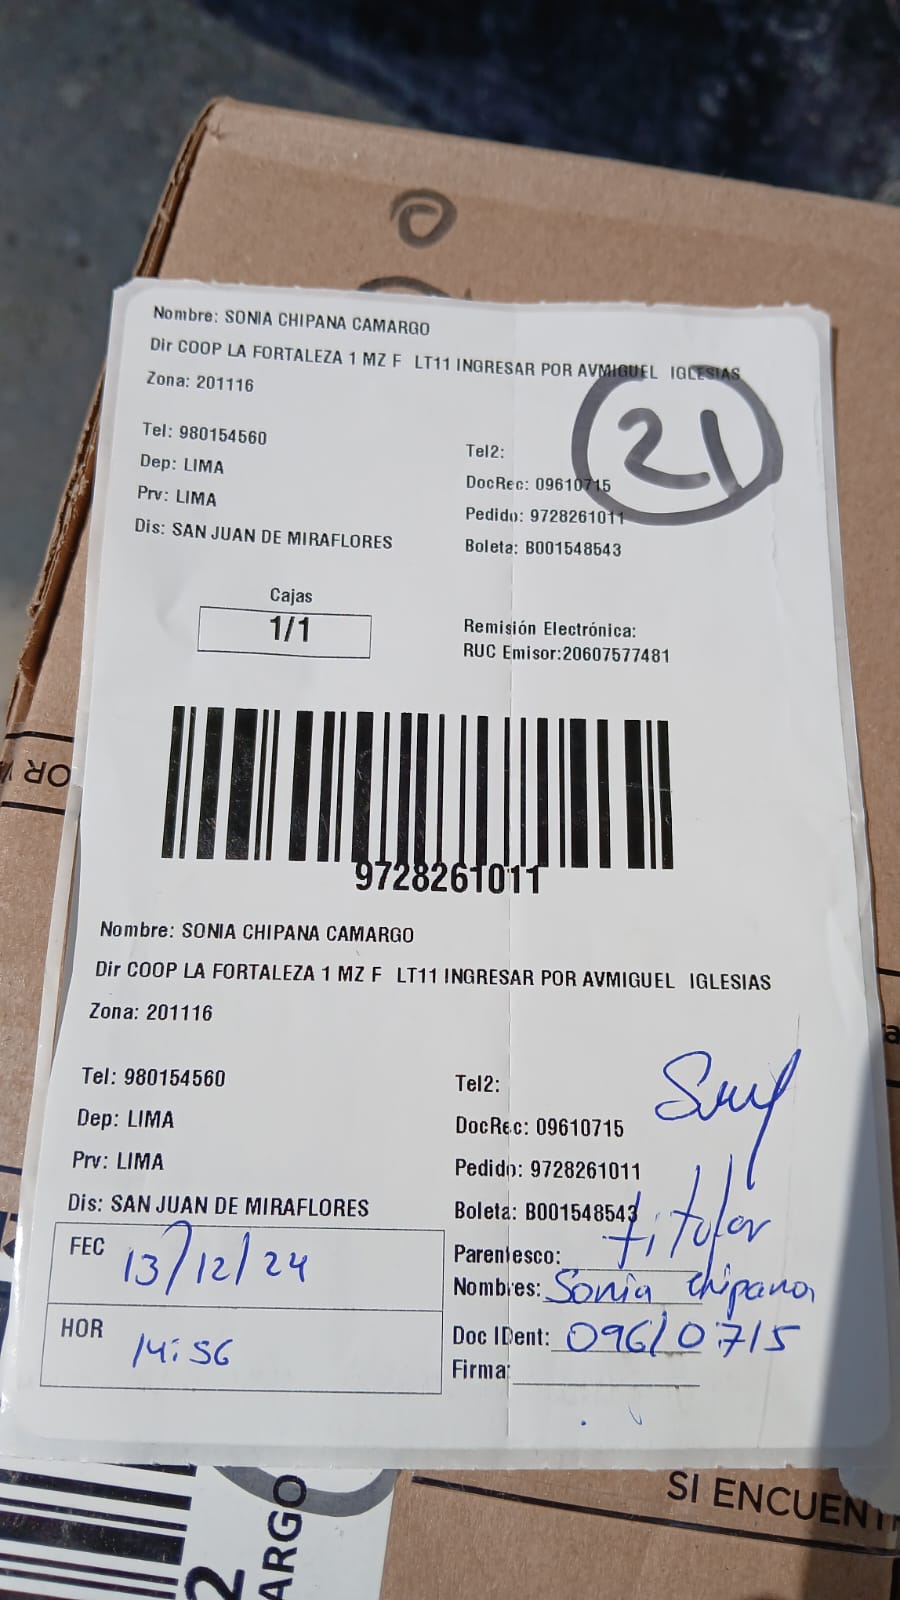 Nombre: SONIA CHIPANA CAMARGO
Dir COOP LA FORTALEZA 1 MZ F LT11 INGRESAR POR AVMIGUEL IGLESIAS
Zona: 201116
21
Tel: 980154560
Tel2:
Dep: LIMA
DocRec: 09610715
Prv: LIMA
Pedido: 9728261011
Dis: SAN JUAN DE MIRAFLORES
Boleta: B001548543
Cajas
1/1
Remisión Electrónica:
RUC Emisor:20607577481
9728261011
Nombre: SONIA CHIPANA CAMARGO
Dir COOP LA FORTALEZA 1 MZ F LT11 INGRESAR POR AVMIGUEL IGLESIAS
Zona: 201116
Tel: 980154560
Tel2:
Dep: LIMA
DocRec: 09610715
Prv: LIMA
Pedido: 9728261011
Dis: SAN JUAN DE MIRAFLORES
Boleta: B001548543
FEC 13/12/24
Parentesco: titular
Nombres: Sonia chipana
HOR 14:56
Doc IDent: 09610715
Firma:
SI ENCUEN
ARGO
2